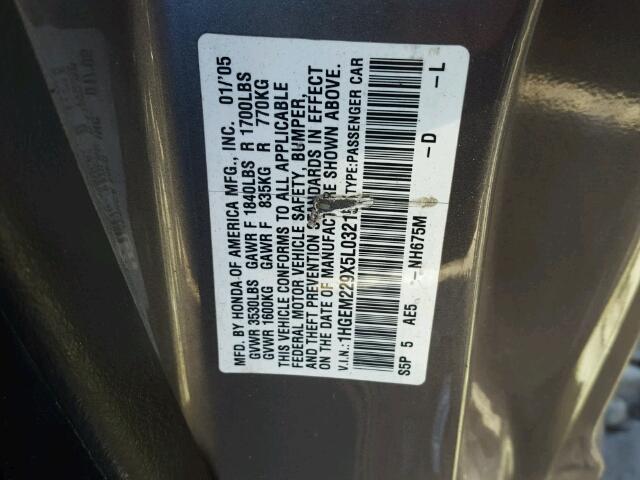 MFD. BY HONDA OF AMERICA MFG., INC. 01/'05
GVWR 3530LBS GAWR F 1840LBS R 1700LBS
GVWR 1600KG GAWR F 835KG R 770KG
THIS VEHICLE CONFORMS TO ALL APPLICABLE
FEDERAL MOTOR VEHICLE SAFETY, BUMPER,
AND THEFT PREVENTION STANDARDS IN EFFECT
ON THE DATE OF MANUFACTURE SHOWN ABOVE.
V.I.N.: 1HGEM229X5L0321 TYPE:PASSENGER CAR
S5P 5 AE5 -NH675M -D -L